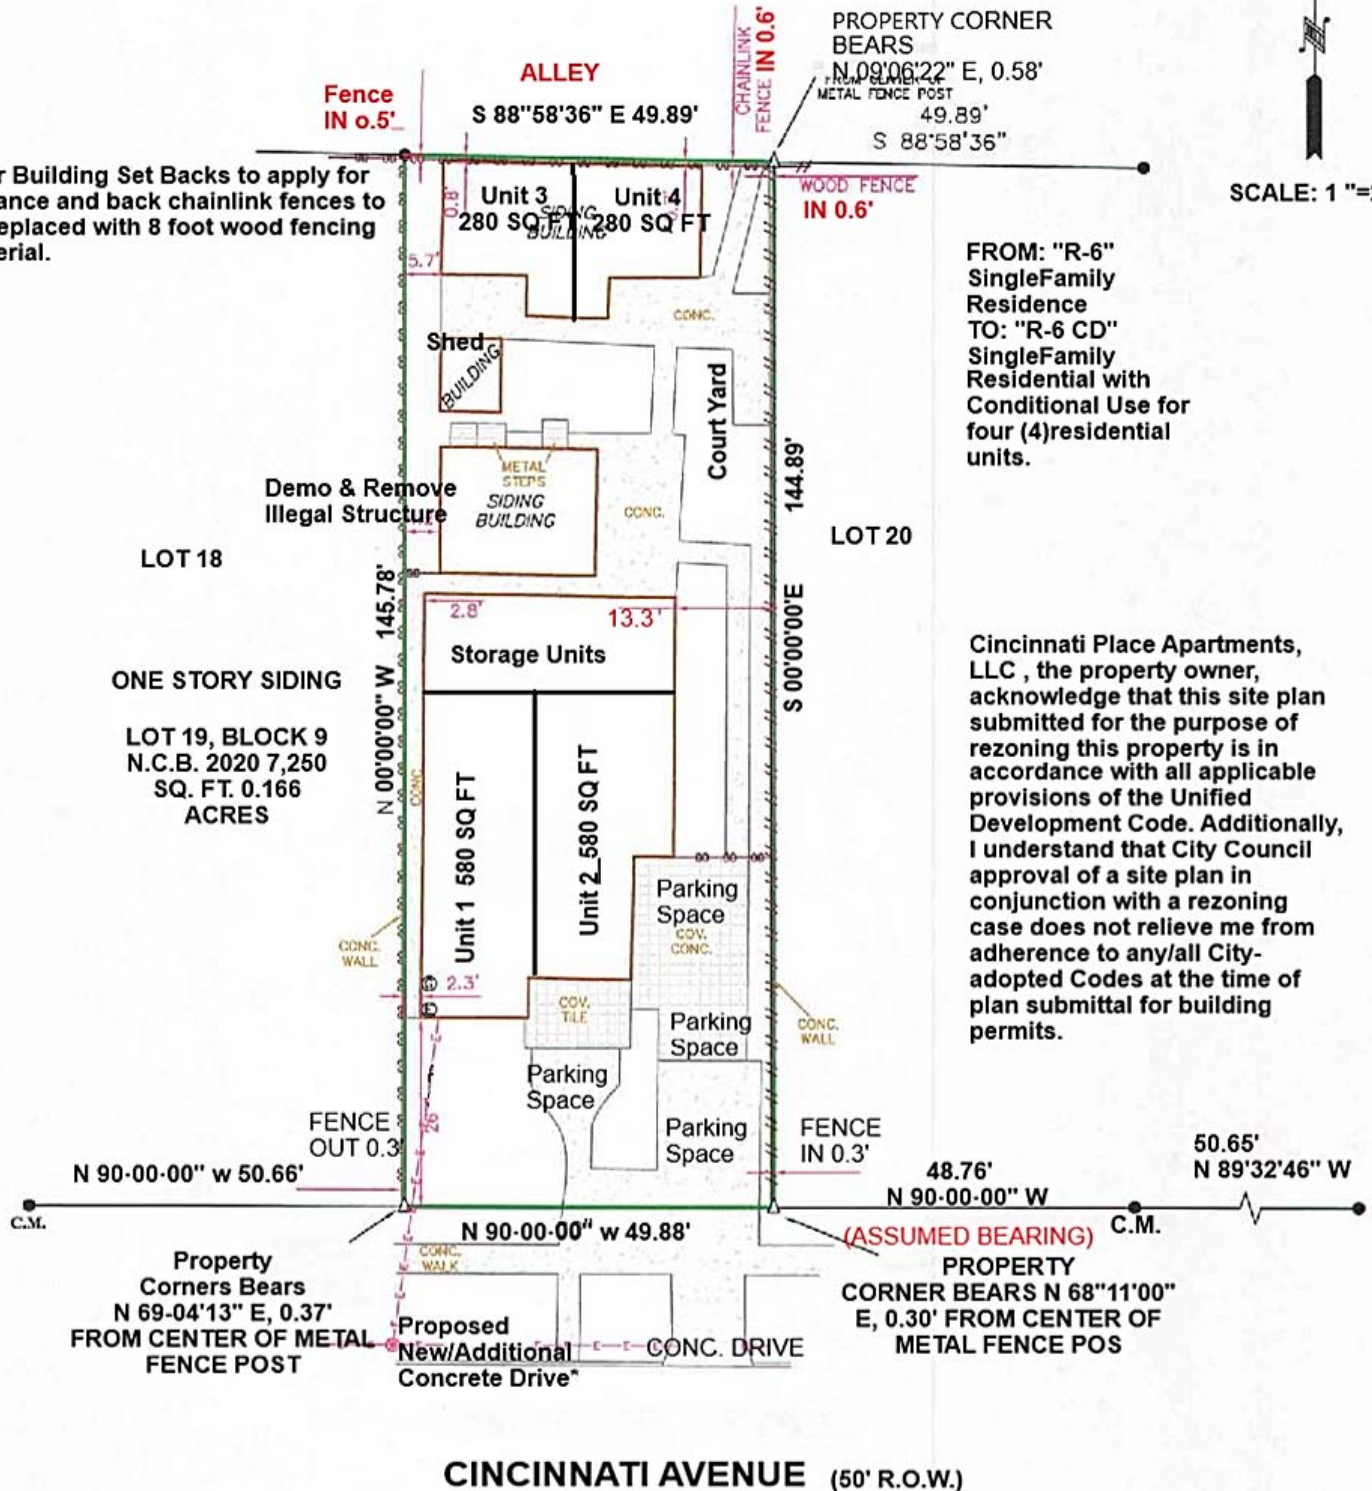 PROPERTY CORNER
BEARS
N 09'06'22" E, 0.58'
METAL FENCE POST
49.89'
S 88°58'36"
CHAINLINK
FENCE IN 0.6'
ALLEY
S 88"58'36" E 49.89'
Fence
IN o.5'
Building Set Backs to apply for
and back chainlink fences to
with 8 foot wood fencing
SCALE: 1 "=
WOOD FENCE
IN 0.6'
Unit 3
280 SQ FT
Unit 4
280 SQ FT
SIDING
BUILDING
0.8'
5.7'
CONC.
FROM: "R-6"
SingleFamily
Residence
TO: "R-6 CD"
SingleFamily
Residential with
Conditional Use for
four (4)residential
units.
Shed
BUILDING
Court Yard
144.89'
S 00'00'00"E
METAL
STEPS
SIDING
BUILDING
CONC.
Demo & Remove
Illegal Structure
LOT 18
LOT 20
145.78'
N 00'00'00" W
2.8'
13.3'
Storage Units
ONE STORY SIDING
LOT 19, BLOCK 9
N.C.B. 2020 7,250
SQ. FT. 0.166
ACRES
CONC
Unit 1 580 SQ FT
Unit 2 580 SQ FT
Cincinnati Place Apartments,
LLC , the property owner,
acknowledge that this site plan
submitted for the purpose of
rezoning this property is in
accordance with all applicable
provisions of the Unified
Development Code. Additionally,
I understand that City Council
approval of a site plan in
conjunction with a rezoning
case does not relieve me from
adherence to any/all City-
adopted Codes at the time of
plan submittal for building
permits.
Parking
Space
COV.
CONC.
CONC.
WALL
2.3'
COV.
TILE
Parking
Space
CONC.
WALL
Parking
Space
26'
Parking
Space
FENCE
OUT 0.3'
FENCE
IN 0.3'
N 90-00-00" w 50.66'
48.76'
N 90-00-00" W
50.65'
N 89'32'46" W
C.M.
C.M.
N 90-00-00" w 49.88'
(ASSUMED BEARING)
CONC.
WALK
Property
Corners Bears
N 69-04'13" E, 0.37'
FROM CENTER OF METAL
FENCE POST
PROPERTY
CORNER BEARS N 68"11'00"
E, 0.30' FROM CENTER OF
METAL FENCE POS
Proposed
New/Additional
Concrete Drive*
CONC. DRIVE
CINCINNATI AVENUE (50' R.O.W.)